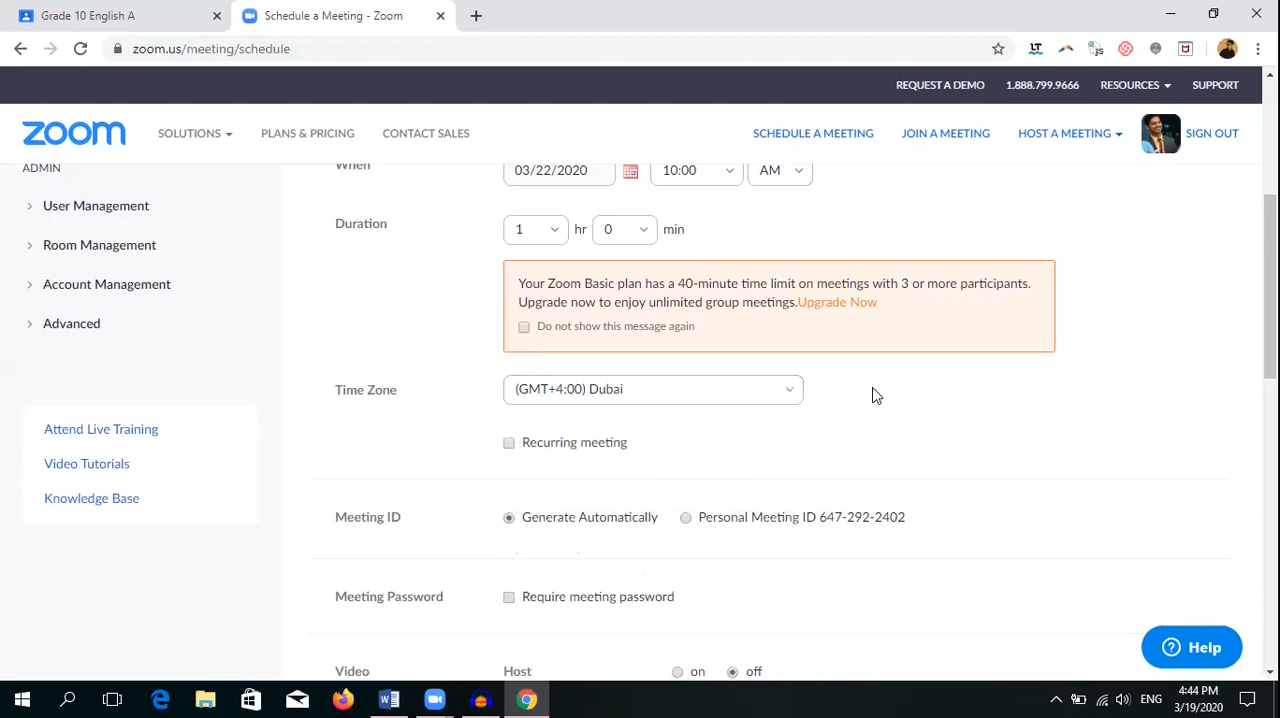 Grade 10 English A
Schedule a Meeting - Zoom
zoom.us/meeting/schedule
REQUEST A DEMO
1.888.799.9666
RESOURCES
SUPPORT
zoom
SOLUTIONS
PLANS & PRICING
CONTACT SALES
SCHEDULE A MEETING
JOIN A MEETING
HOST A MEETING
SIGN OUT
ADMIN
User Management
Room Management
Account Management
Advanced
Attend Live Training
Video Tutorials
Knowledge Base
When
03/22/2020
10:00
AM
Duration
1 hr 0 min
Your Zoom Basic plan has a 40-minute time limit on meetings with 3 or more participants.
Upgrade now to enjoy unlimited group meetings.Upgrade Now
Do not show this message again
Time Zone
(GMT+4:00) Dubai
Recurring meeting
Meeting ID
Generate Automatically
Personal Meeting ID 647-292-2402
Meeting Password
Require meeting password
Video
Host
on
off
Help
ENG
4:44 PM
3/19/2020